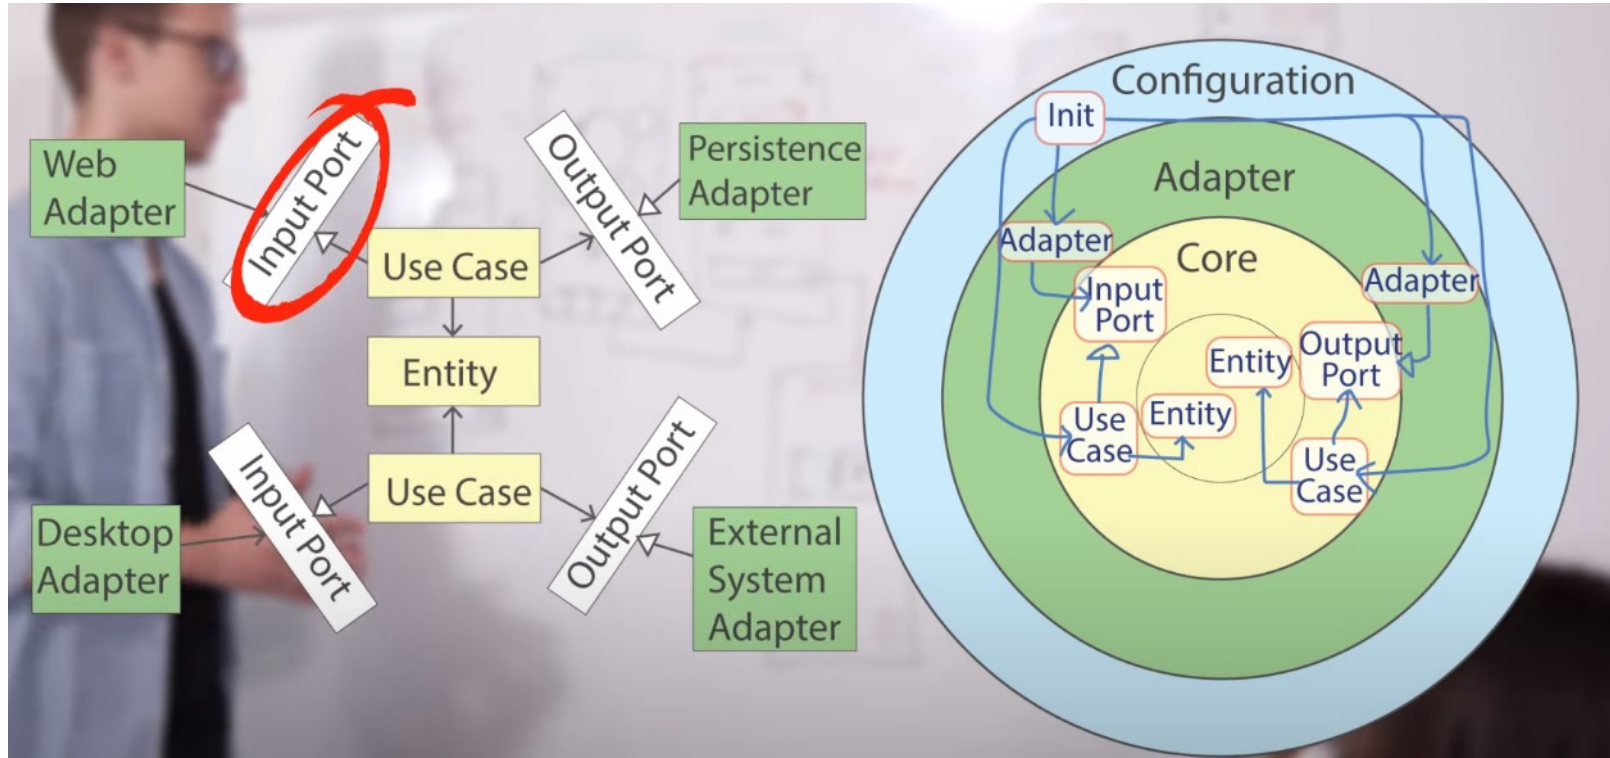 Web
Adapter
Input Port
Output Port
Persistence
Adapter
Use Case
Entity
Use Case
Desktop
Adapter
Input Port
Output Port
External
System
Adapter
Configuration
Init
Adapter
Adapter
Core
Adapter
Input
Port
Entity
Output
Port
Use
Case
Entity
Use
Case